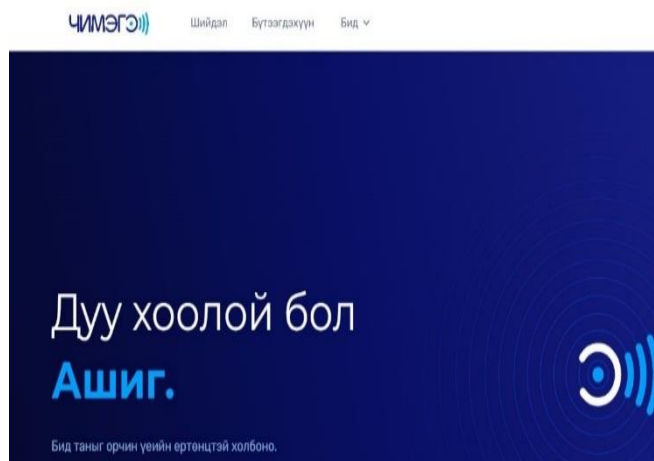 ЧИМЭГЭ
Шийдэл Бүтээгдэхүүн Бид
Дуу хоолой бол
Ашиг.
Бид таныг орчин үеийн ертөнцтэй холбоно.